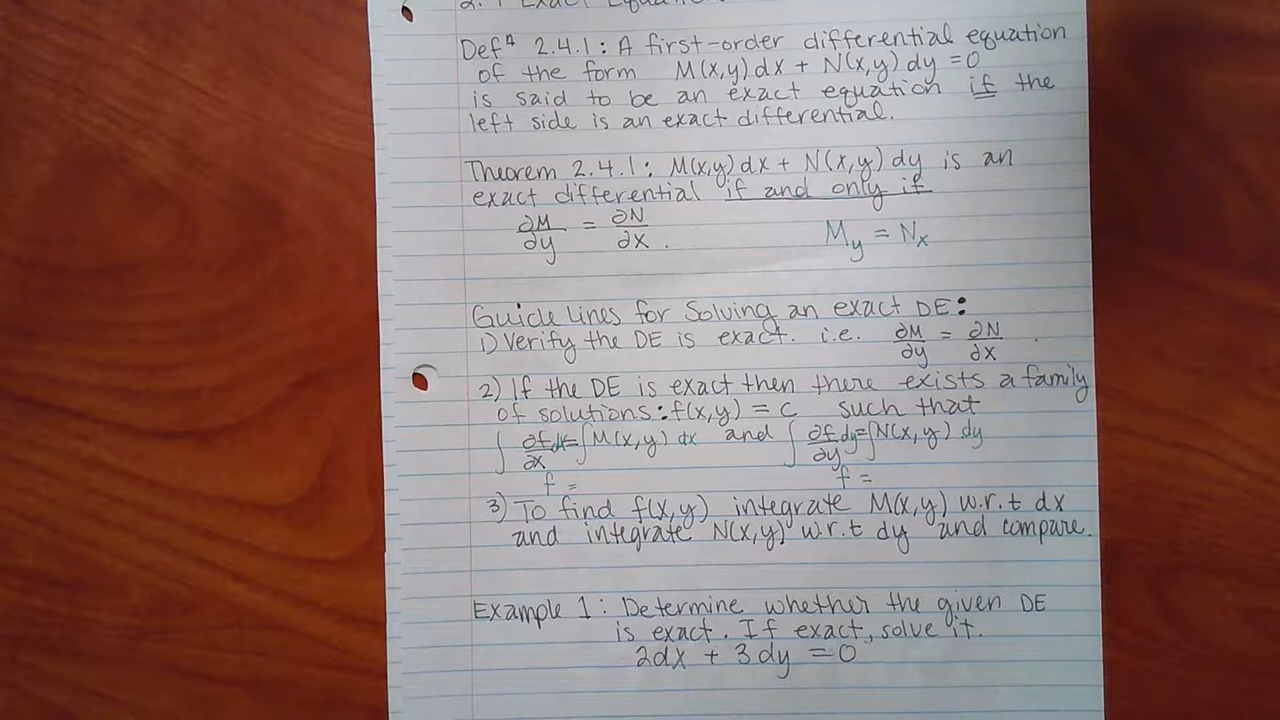 2.4 Exact Equation
Defⁿ 2.4.1: A first-order differential equation
of the form M(x,y)dx + N(x,y)dy = 0
is said to be an exact equation if the
left side is an exact differential.
Theorem 2.4.1: M(x,y)dx + N(x,y)dy is an
exact differential if and only if
∂M/∂y = ∂N/∂x. My = Nx
Guide lines for Solving an exact DE:
1) Verify the DE is exact. i.e. ∂M/∂y = ∂N/∂x.
2) If the DE is exact then there exists a family
of solutions: f(x,y) = c such that
∫ ∂f/∂x dx = ∫M(x,y) dx and ∫ ∂f/∂y dy = ∫N(x,y) dy
f = f =
3) To find f(x,y) integrate M(x,y) w.r.t dx
and integrate N(x,y) w.r.t dy and compare.
Example 1: Determine whether the given DE
is exact. If exact, solve it.
2dx + 3dy = 0